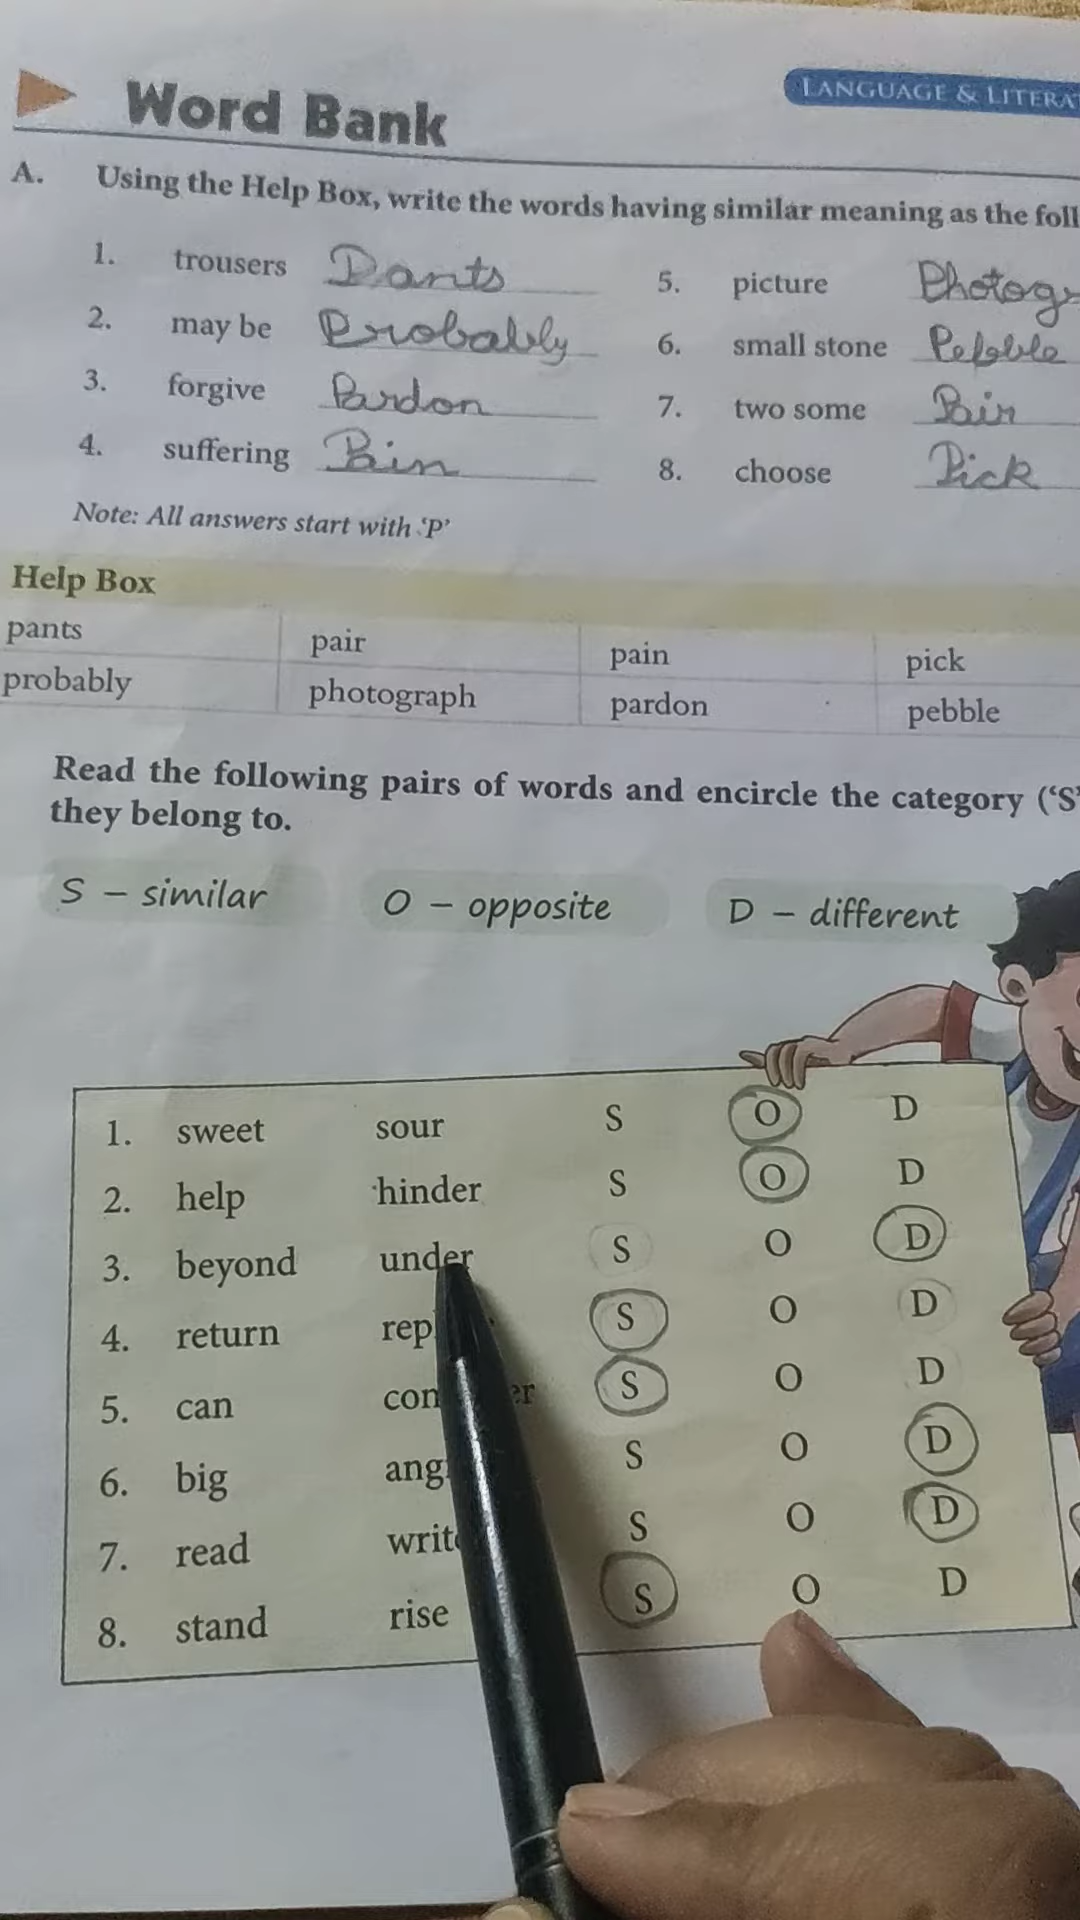 Word Bank
LANGUAGE & LITERA
A. Using the Help Box, write the words having similar meaning as the foll
1. trousers Pants
2. may be Probably
3. forgive Pardon
4. suffering Pain
5. picture Photog
6. small stone Pebble
7. two some Pair
8. choose Pick
Note: All answers start with 'P'
Help Box
pants pair pain pick
probably photograph pardon pebble
Read the following pairs of words and encircle the category ('S'
they belong to.
S – similar O – opposite D – different
1. sweet sour S O D
2. help hinder S O D
3. beyond under S O D
4. return S O D
5. can S O D
6. big S O D
7. read write S O D
8. stand rise S O D